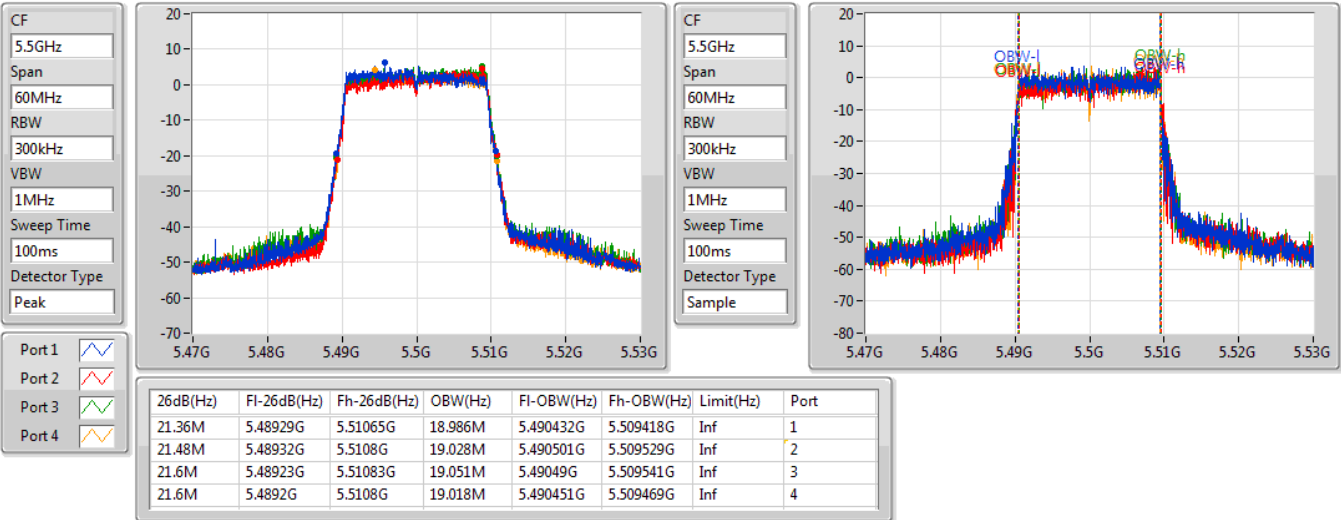 CF
5.5GHz
Span
60MHz
RBW
300kHz
VBW
1MHz
Sweep Time
100ms
Detector Type
Peak
20
10
0
-10
-20
-30
-40
-50
-60
-70
5.47G 5.48G 5.49G 5.5G 5.51G 5.52G 5.53G
CF
5.5GHz
Span
60MHz
RBW
300kHz
VBW
1MHz
Sweep Time
100ms
Detector Type
Sample
20
10
0
-10
-20
-30
-40
-50
-60
-70
-80
OBW-l
OBW-h
5.47G 5.48G 5.49G 5.5G 5.51G 5.52G 5.53G
Port 1
Port 2
Port 3
Port 4
26dB(Hz) Fl-26dB(Hz) Fh-26dB(Hz) OBW(Hz) Fl-OBW(Hz) Fh-OBW(Hz) Limit(Hz) Port
21.36M 5.48929G 5.51065G 18.986M 5.490432G 5.509418G Inf 1
21.48M 5.48932G 5.5108G 19.028M 5.490501G 5.509529G Inf 2
21.6M 5.48923G 5.51083G 19.051M 5.49049G 5.509541G Inf 3
21.6M 5.4892G 5.5108G 19.018M 5.490451G 5.509469G Inf 4